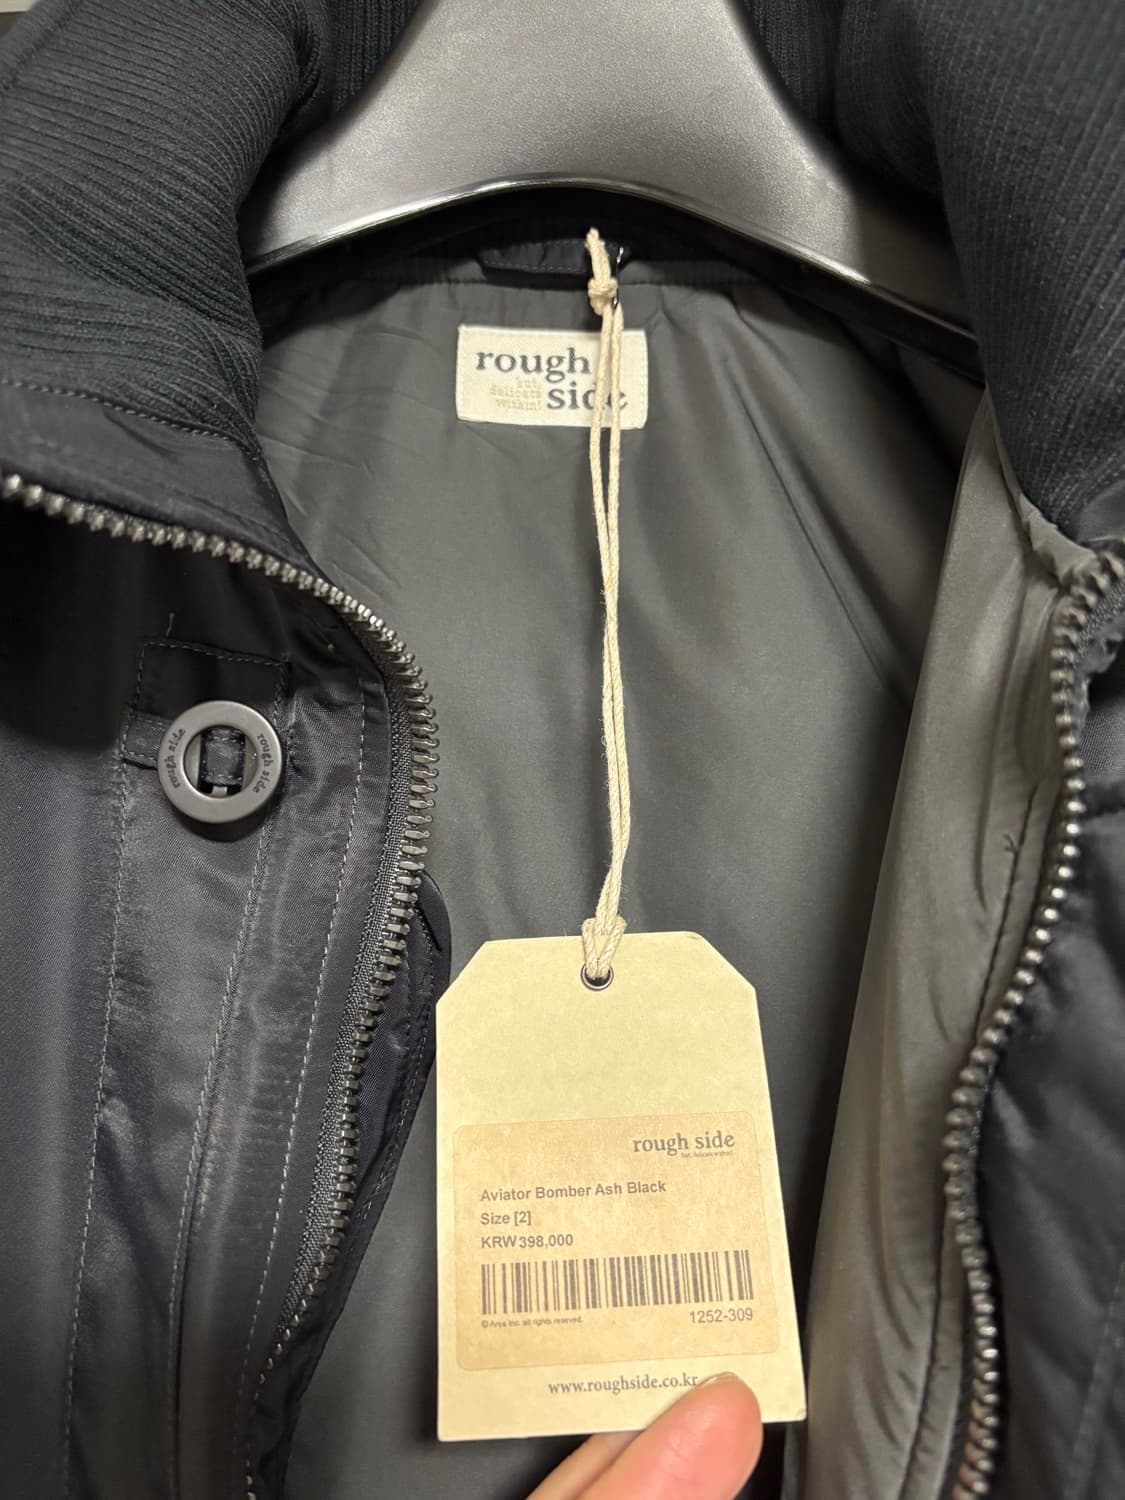 rough
but,
delicate
within!
side
rough side
rough side
rough side
but, delicate within!
Aviator Bomber Ash Black
Size [2]
KRW 398,000
© Area Inc. all rights reseved.
1252-309
www.roughside.co.kr